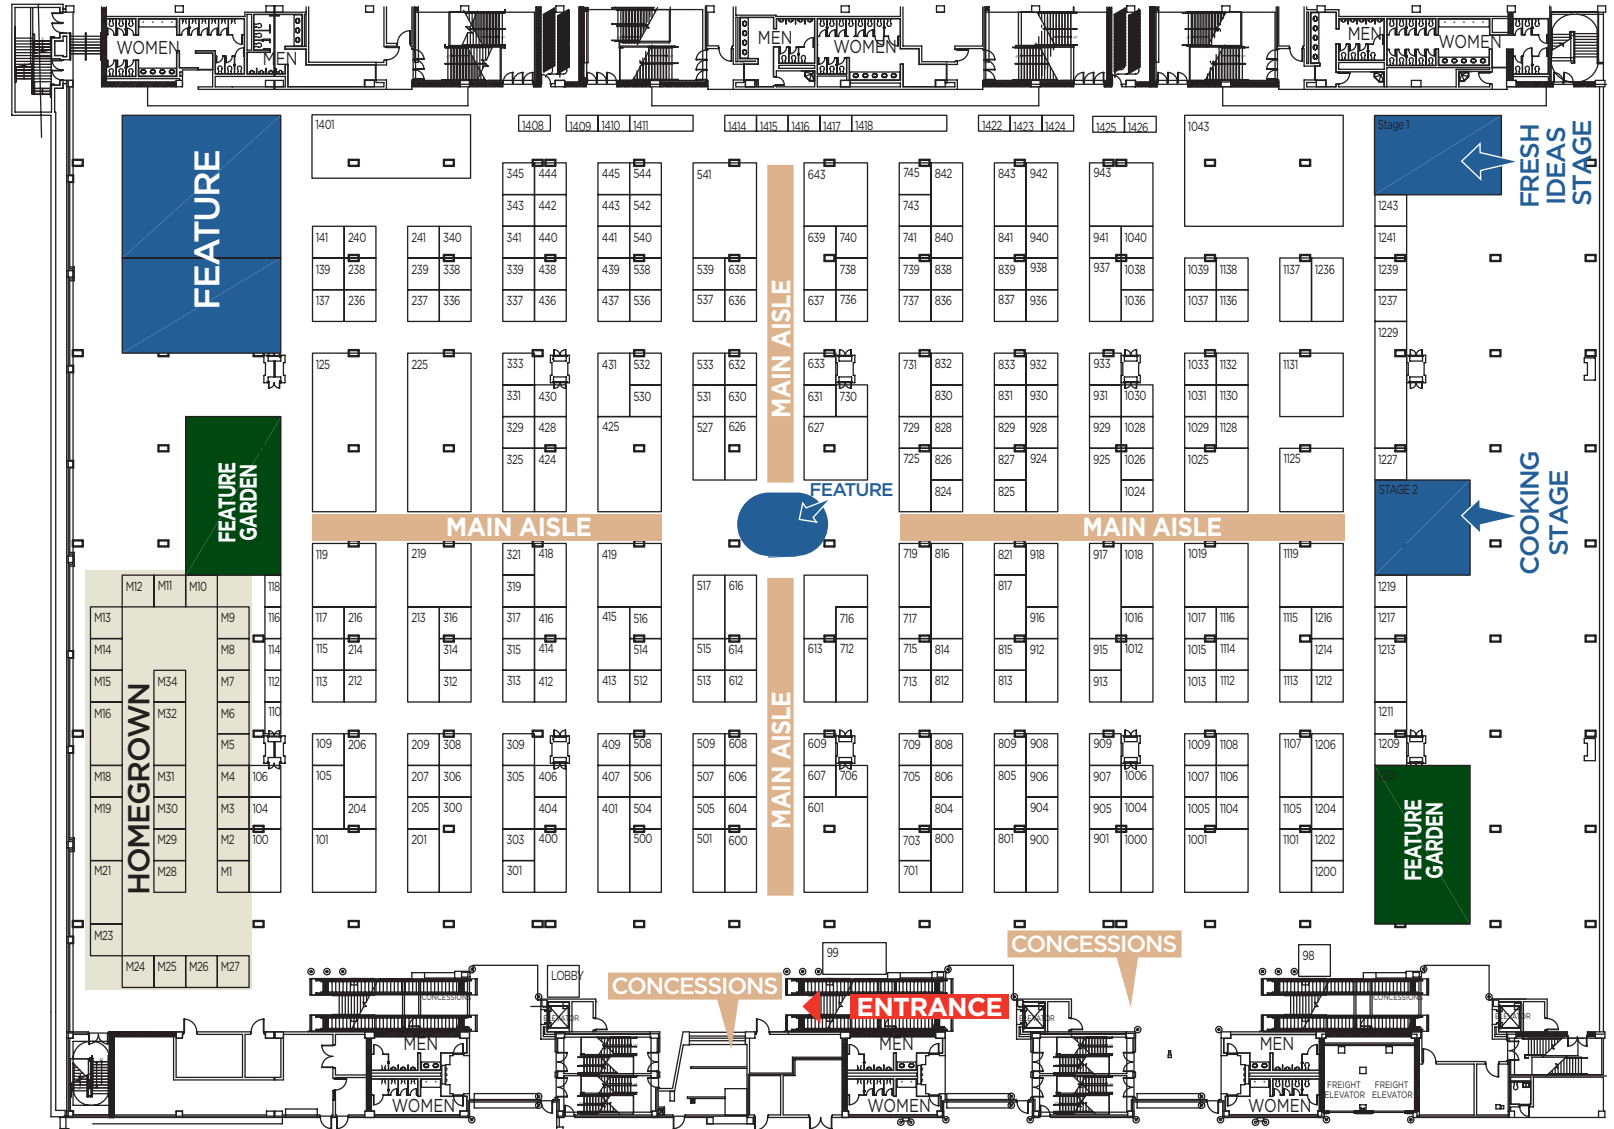 WOMEN
MEN
MEN
WOMEN
MEN
WOMEN
1401
1408
1409 1410 1411
1414 1415 1416 1417 1418
1422 1423 1424
1425 1426
1043
Stage 1
FRESH
IDEAS
STAGE
FEATURE
345 444 445 544 541 643 745 842 843 942 943
343 442 443 542 743 1243
141 240 241 340 341 440 441 540 639 740 741 840 841 940 941 1040 1241
139 238 239 338 339 438 439 538 539 638 738 739 838 839 938 937 1038 1039 1138 1137 1236 1239
137 236 237 336 337 436 437 536 537 636 637 736 737 836 837 936 1036 1037 1136 1237
1229
MAIN AISLE
125 225 333 431 532 533 632 633 731 832 833 932 933 1033 1132 1131
331 430 530 531 630 631 730 830 831 930 931 1030 1031 1130
329 428 425 527 626 627 729 828 829 928 929 1028 1029 1128
325 424 725 826 827 924 925 1026 1025 1125 1227
824 825 1024
STAGE 2
COOKING
STAGE
FEATURE
GARDEN
FEATURE
MAIN AISLE
MAIN AISLE
119 219 321 418 419 719 816 821 918 917 1018 1019 1119
M12 M11 M10 118 319 517 616 817 1219
M13 M9 116 117 216 213 316 317 416 415 516 716 717 916 1016 1017 1116 1115 1216 1217
M14 M8 114 115 214 314 315 414 514 515 614 613 712 715 814 815 912 915 1012 1015 1114 1214 1213
M15 M34 M7 112 113 212 312 313 412 413 512 513 612 713 812 813 913 1013 1112 1113 1212
M16 M32 M6 110 1211
M5 109 206 209 308 309 409 508 509 608 609 709 808 809 908 909 1009 1108 1107 1206 1209
HOMEGROWN
MAIN AISLE
M18 M31 M4 106 105 207 306 305 406 407 506 507 606 607 706 705 806 805 906 907 1006 1007 1106
M19 M30 M3 104 204 205 300 404 401 504 505 604 601 804 904 905 1004 1005 1104 1105 1204
M29 M2 100 101 201 303 400 500 501 600 703 800 801 900 901 1000 1001 1101 1202
M21 M28 M1 301 701 1200
FEATURE
GARDEN
M23
M24 M25 M26 M27
LOBBY
CONCESSIONS
99
CONCESSIONS
98
ENTRANCE
CONCESSIONS
CONCESSIONS
ELEVATOR
ELEVATOR
ELEVATOR
MEN
WOMEN
MEN
WOMEN
MEN
WOMEN
FREIGHT
ELEVATOR
FREIGHT
ELEVATOR